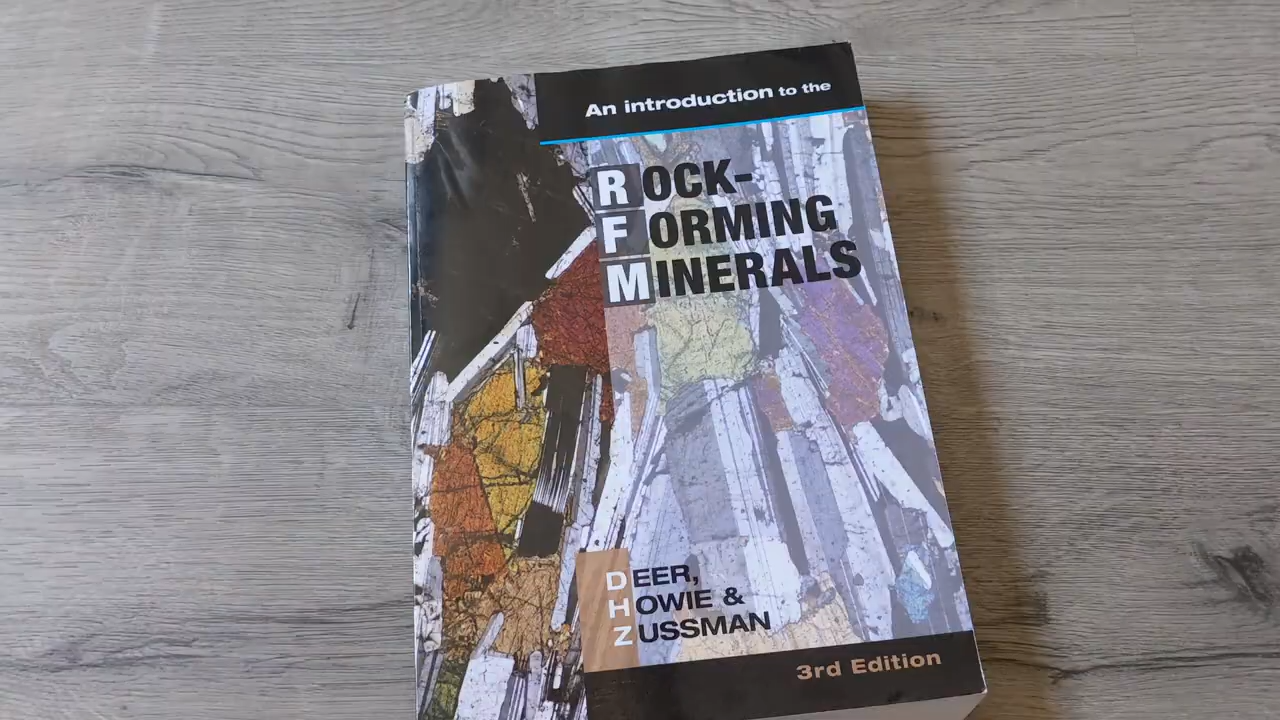 An introduction to the
ROCK-
FORMING
MINERALS
DEER,
HOWIE &
ZUSSMAN
3rd Edition